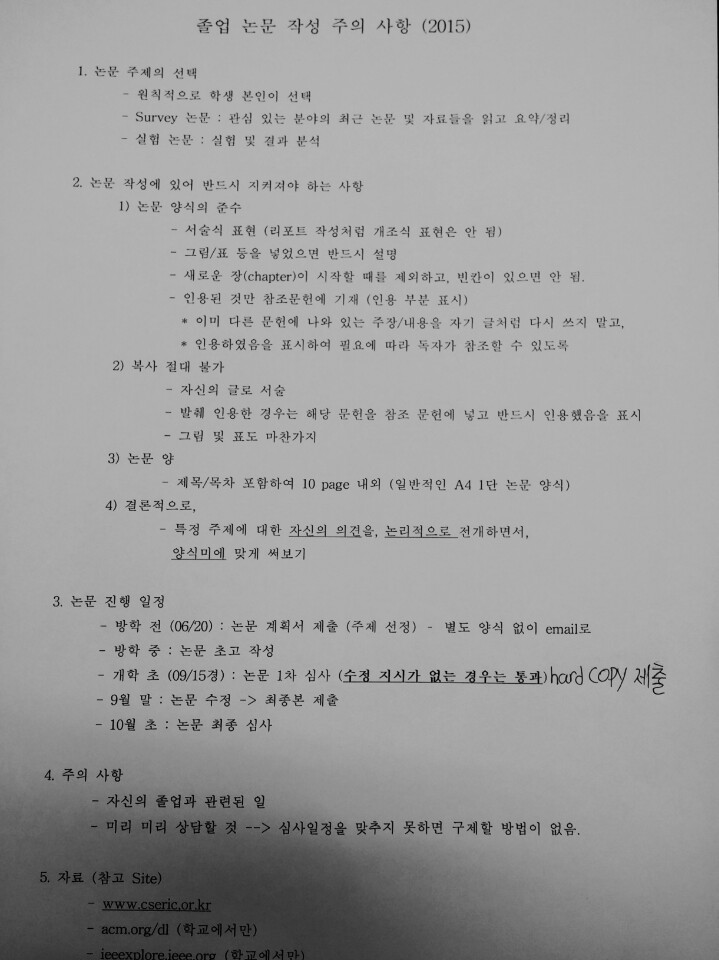 졸업 논문 작성 주의 사항 (2015)
1. 논문 주제의 선택
- 원칙적으로 학생 본인이 선택
- Survey 논문 : 관심 있는 분야의 최근 논문 및 자료들을 읽고 요약/정리
- 실험 논문 : 실험 및 결과 분석
2. 논문 작성에 있어 반드시 지켜져야 하는 사항
1) 논문 양식의 준수
- 서술식 표현 (리포트 작성처럼 개조식 표현은 안 됨)
- 그림/표 등을 넣었으면 반드시 설명
- 새로운 장(chapter)이 시작할 때를 제외하고, 빈칸이 있으면 안 됨.
- 인용된 것만 참조문헌에 기재 (인용 부분 표시)
* 이미 다른 문헌에 나와 있는 주장/내용을 자기 글처럼 다시 쓰지 말고,
* 인용하였음을 표시하여 필요에 따라 독자가 참조할 수 있도록
2) 복사 절대 불가
- 자신의 글로 서술
- 발췌 인용한 경우는 해당 문헌을 참조 문헌에 넣고 반드시 인용했음을 표시
- 그림 및 표도 마찬가지
3) 논문 양
- 제목/목차 포함하여 10 page 내외 (일반적인 A4 1단 논문 양식)
4) 결론적으로,
- 특정 주제에 대한 자신의 의견을, 논리적으로 전개하면서,
양식미에 맞게 써보기
3. 논문 진행 일정
- 방학 전 (06/20) : 논문 계획서 제출 (주제 선정) - 별도 양식 없이 email로
- 방학 중 : 논문 초고 작성
- 개학 초 (09/15경) : 논문 1차 심사 (수정 지시가 없는 경우는 통과) hard COPY 제출
- 9월 말 : 논문 수정 -> 최종본 제출
- 10월 초 : 논문 최종 심사
4. 주의 사항
- 자신의 졸업과 관련된 일
- 미리 미리 상담할 것 --> 심사일정을 맞추지 못하면 구제할 방법이 없음.
5. 자료 (참고 Site)
- www.cseric.or.kr
- acm.org/dl (학교에서만)
- ieeexplore.ieee.org (학교에서만)